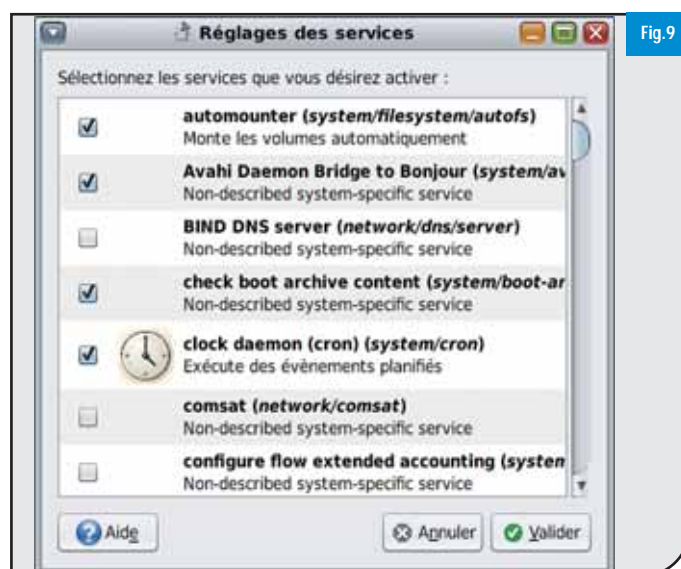 Réglages des services
Fig.9
Sélectionnez les services que vous désirez activer :
automounter (system/filesystem/autofs)
Monte les volumes automatiquement
Avahi Daemon Bridge to Bonjour (system/av
Non-described system-specific service
BIND DNS server (network/dns/server)
Non-described system-specific service
check boot archive content (system/boot-ar
Non-described system-specific service
clock daemon (cron) (system/cron)
Exécute des évènements planifiés
comsat (network/comsat)
Non-described system-specific service
configure flow extended accounting (system
Non-described system-specific service
Aide
Annuler
Valider